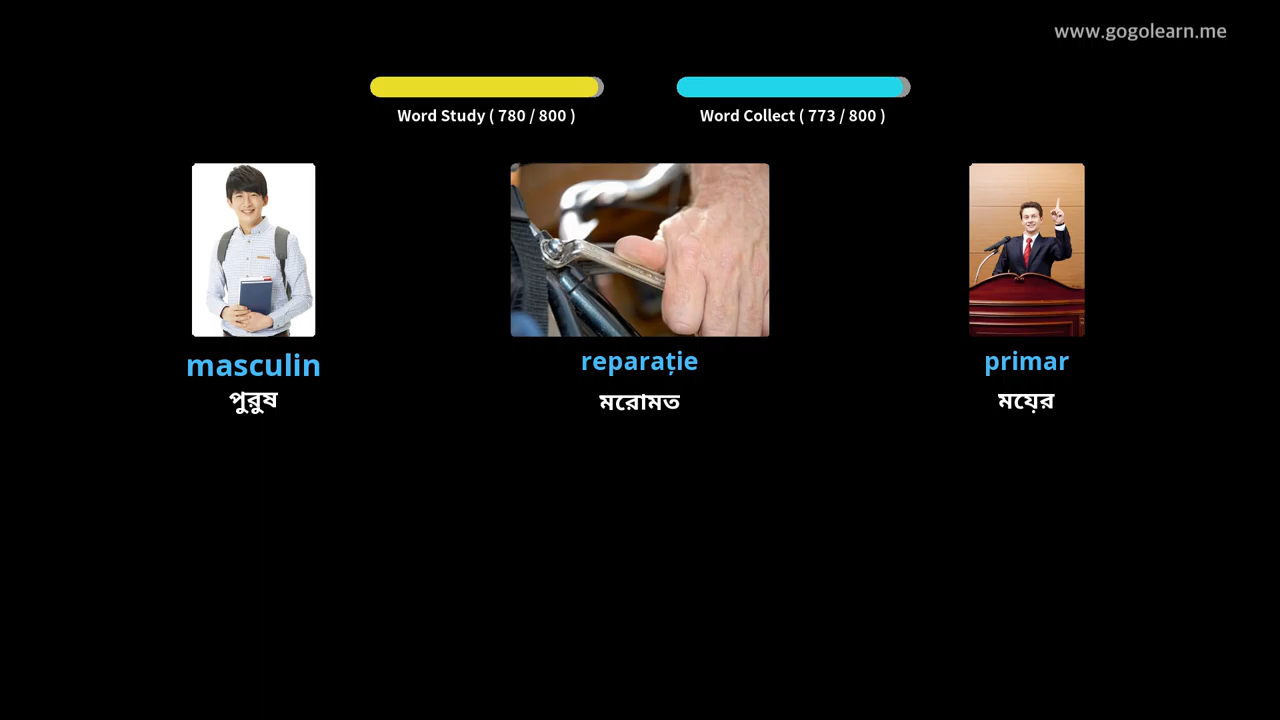 www.gogolearn.me
Word Study ( 780 / 800 )
Word Collect ( 773 / 800 )
masculin
পুরুষ
reparație
মেরামত
primar
মেয়র